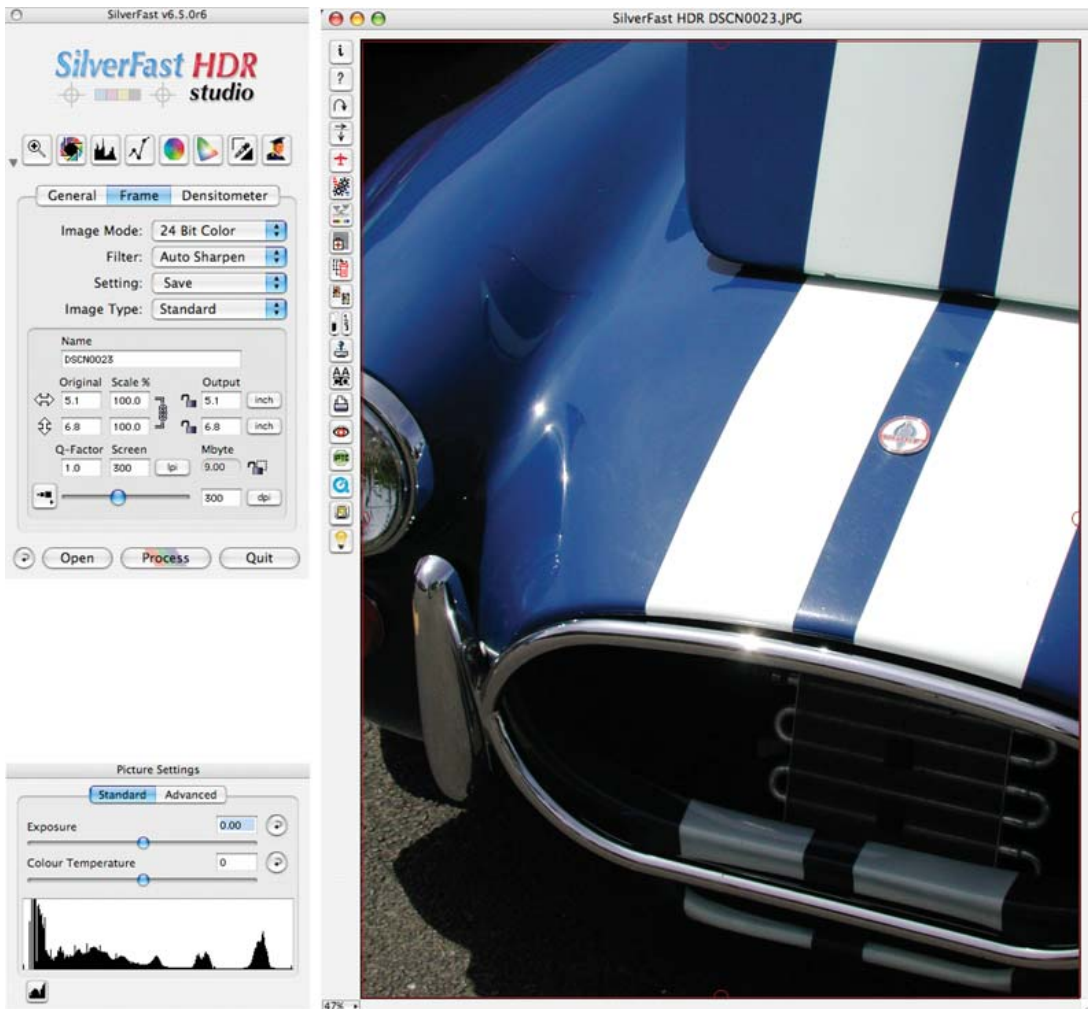 SilverFast v6.5.0r6
SilverFast HDR
studio
General Frame Densitometer
Image Mode: 24 Bit Color
Filter: Auto Sharpen
Setting: Save
Image Type: Standard
Name
DSCN0023
Original Scale % Output
5.1 100.0 5.1 inch
6.8 100.0 6.8 inch
Q-Factor Screen Mbyte
1.0 300 lpi 9.00
300 dpi
Open Process Quit
Picture Settings
Standard Advanced
Exposure 0.00
Colour Temperature 0
SilverFast HDR DSCN0023.JPG
i
?
IPTC
47%